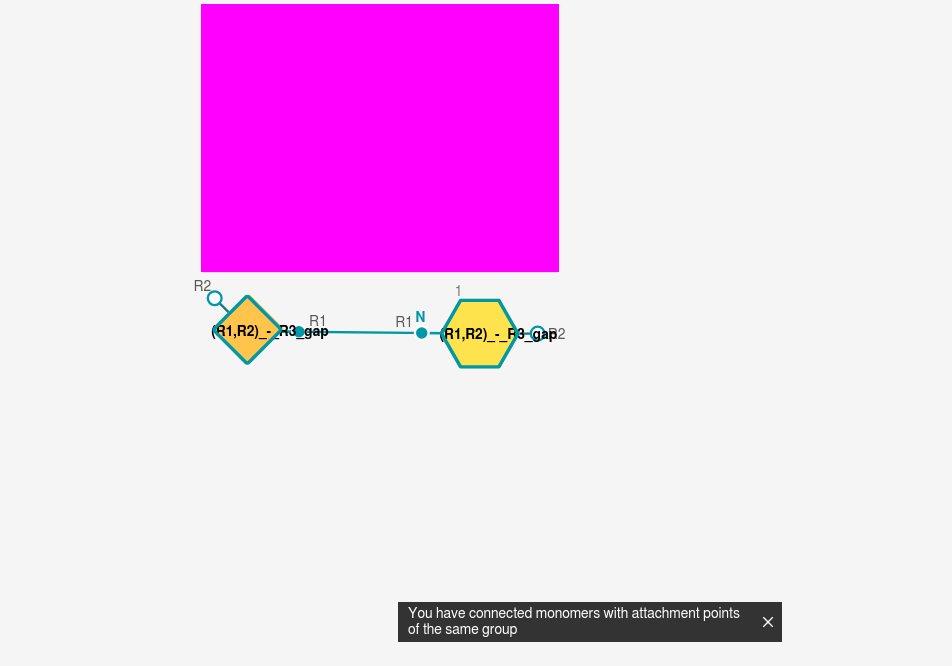 R2
1
R1
R1
N
(R1,R2)_-_R3_gap
(R1,R2)_-_R3_gap
R2
You have connected monomers with attachment points
of the same group